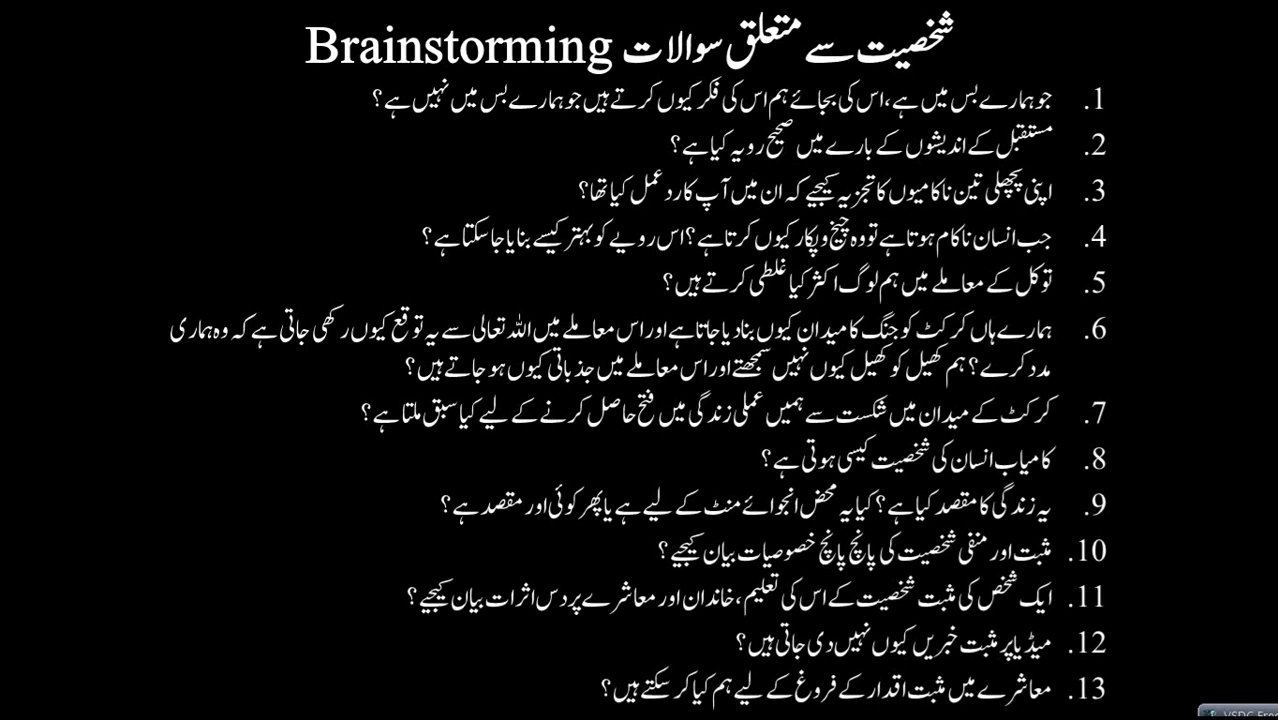 شخصیت سے متعلق سوالات Brainstorming
1. جو ہمارے بس میں ہے، اس کی بجائے ہم اس کی فکر کیوں کرتے ہیں جو ہمارے بس میں نہیں ہے؟
2. مستقبل کے اندیشوں کے بارے میں صحیح رویہ کیا ہے؟
3. اپنی پچھلی تین ناکامیوں کا تجزیہ کیجیے کہ ان میں آپ کا رد عمل کیا تھا؟
4. جب انسان ناکام ہوتا ہے تو وہ چیخ و پکار کیوں کرتا ہے؟ اس رویے کو بہتر کیسے بنایا جا سکتا ہے؟
5. توکل کے معاملے میں ہم لوگ اکثر کیا غلطی کرتے ہیں؟
6. ہمارے ہاں کرکٹ کو جنگ کا میدان کیوں بنا دیا جاتا ہے اور اس معاملے میں اللہ تعالی سے یہ توقع کیوں رکھی جاتی ہے کہ وہ ہماری
مدد کرے؟ ہم کھیل کو کھیل کیوں نہیں سمجھتے اور اس معاملے میں جذباتی کیوں ہو جاتے ہیں؟
7. کرکٹ کے میدان میں شکست سے ہمیں عملی زندگی میں فتح حاصل کرنے کے لیے کیا سبق ملتا ہے؟
8. کامیاب انسان کی شخصیت کیسی ہوتی ہے؟
9. یہ زندگی کا مقصد کیا ہے؟ کیا یہ محض انجوائے منٹ کے لیے ہے یا پھر کوئی اور مقصد ہے؟
10. مثبت اور منفی شخصیت کی پانچ پانچ خصوصیات بیان کیجیے؟
11. ایک شخص کی مثبت شخصیت کے اس کی تعلیم، خاندان اور معاشرے پر دس اثرات بیان کیجیے؟
12. میڈیا پر مثبت خبریں کیوں نہیں دی جاتی ہیں؟
13. معاشرے میں مثبت اقدار کے فروغ کے لیے ہم کیا کر سکتے ہیں؟